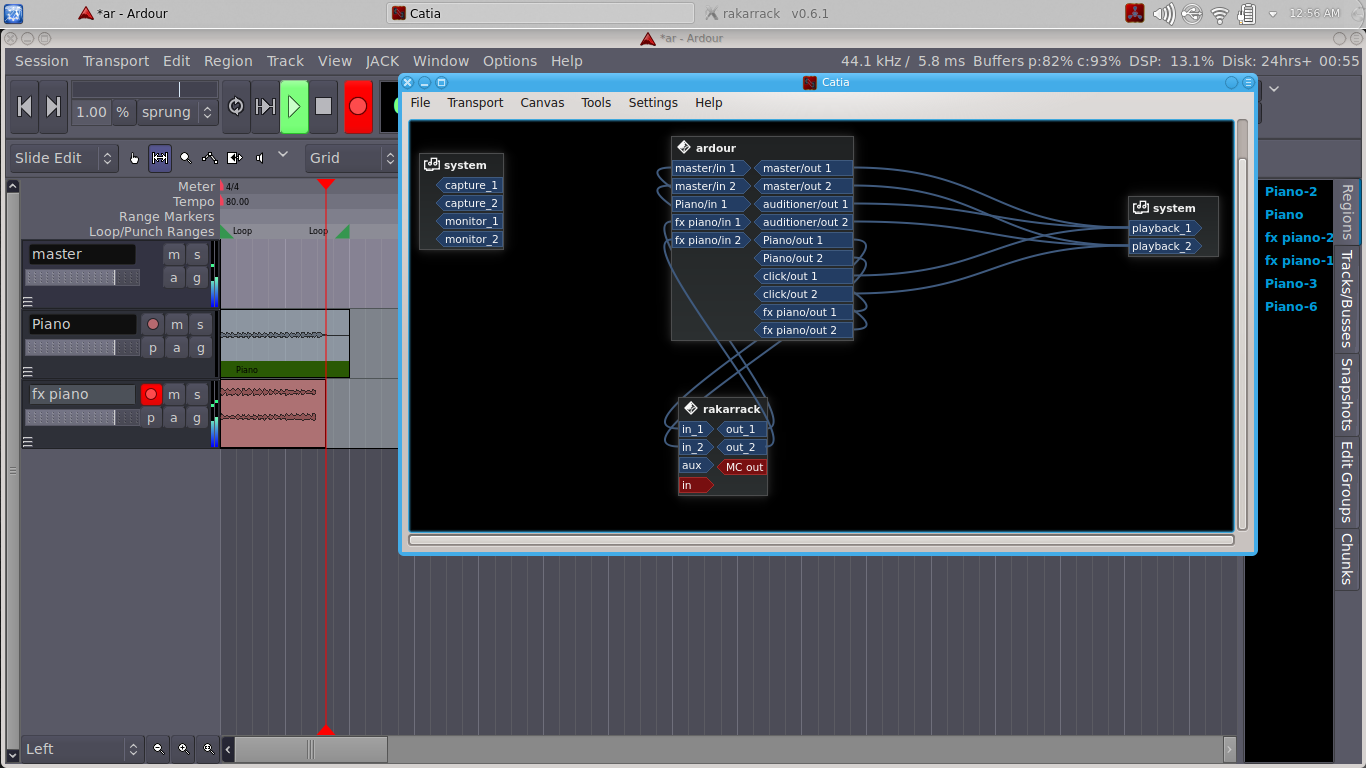 *ar - Ardour
Catia
rakarrack v0.6.1
12:56 AM
*ar - Ardour
Session Transport Edit Region Track View JACK Window Options Help
44.1 kHz / 5.8 ms Buffers p:82% c:93% DSP: 13.1% Disk: 24hrs+ 00:55
1.00 % sprung
Slide Edit
Grid
Meter 4/4
Tempo 80.00
Range Markers
Loop/Punch Ranges Loop Loop
master m s
a g
Piano m s
p a g
Piano
fx piano m s
p a g
Left
Catia
File Transport Canvas Tools Settings Help
system
capture_1
capture_2
monitor_1
monitor_2
ardour
master/in 1 master/out 1
master/in 2 master/out 2
Piano/in 1 auditioner/out 1
fx piano/in 1 auditioner/out 2
fx piano/in 2 Piano/out 1
Piano/out 2
click/out 1
click/out 2
fx piano/out 1
fx piano/out 2
system
playback_1
playback_2
rakarrack
in_1 out_1
in_2 out_2
aux MC out
in
Piano-2
Piano
fx piano-2
fx piano-1
Piano-3
Piano-6
Regions
Tracks/Busses
Snapshots
Edit Groups
Chunks